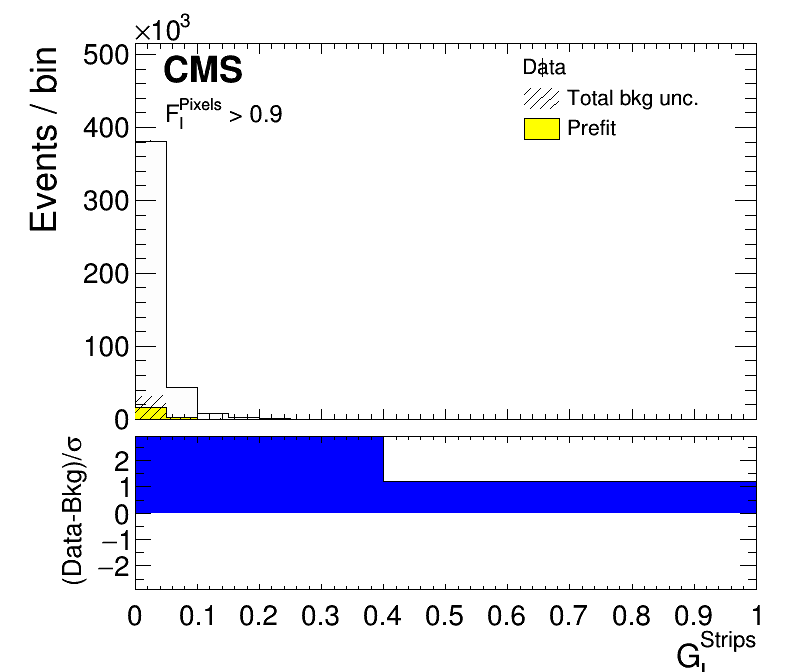 ×10³
500
400
300
200
100
0
Events / bin
CMS
F_l^Pixels > 0.9
Data
Total bkg unc.
Prefit
2
1
0
−1
−2
(Data-Bkg)/σ
0 0.1 0.2 0.3 0.4 0.5 0.6 0.7 0.8 0.9 1
G^Strips